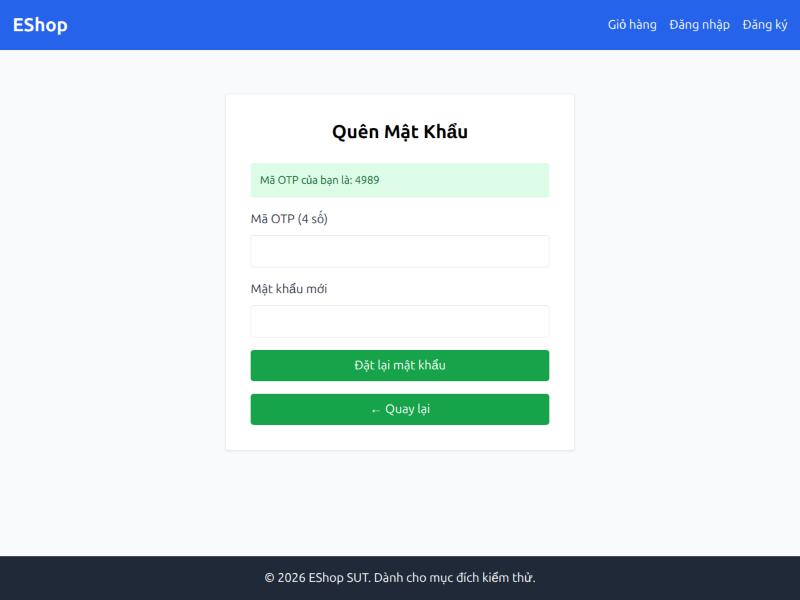 EShop
Giỏ hàng Đăng nhập Đăng ký
Quên Mật Khẩu
Mã OTP của bạn là: 4989
Mã OTP (4 số)
Mật khẩu mới
Đặt lại mật khẩu
← Quay lại
© 2026 EShop SUT. Dành cho mục đích kiểm thử.